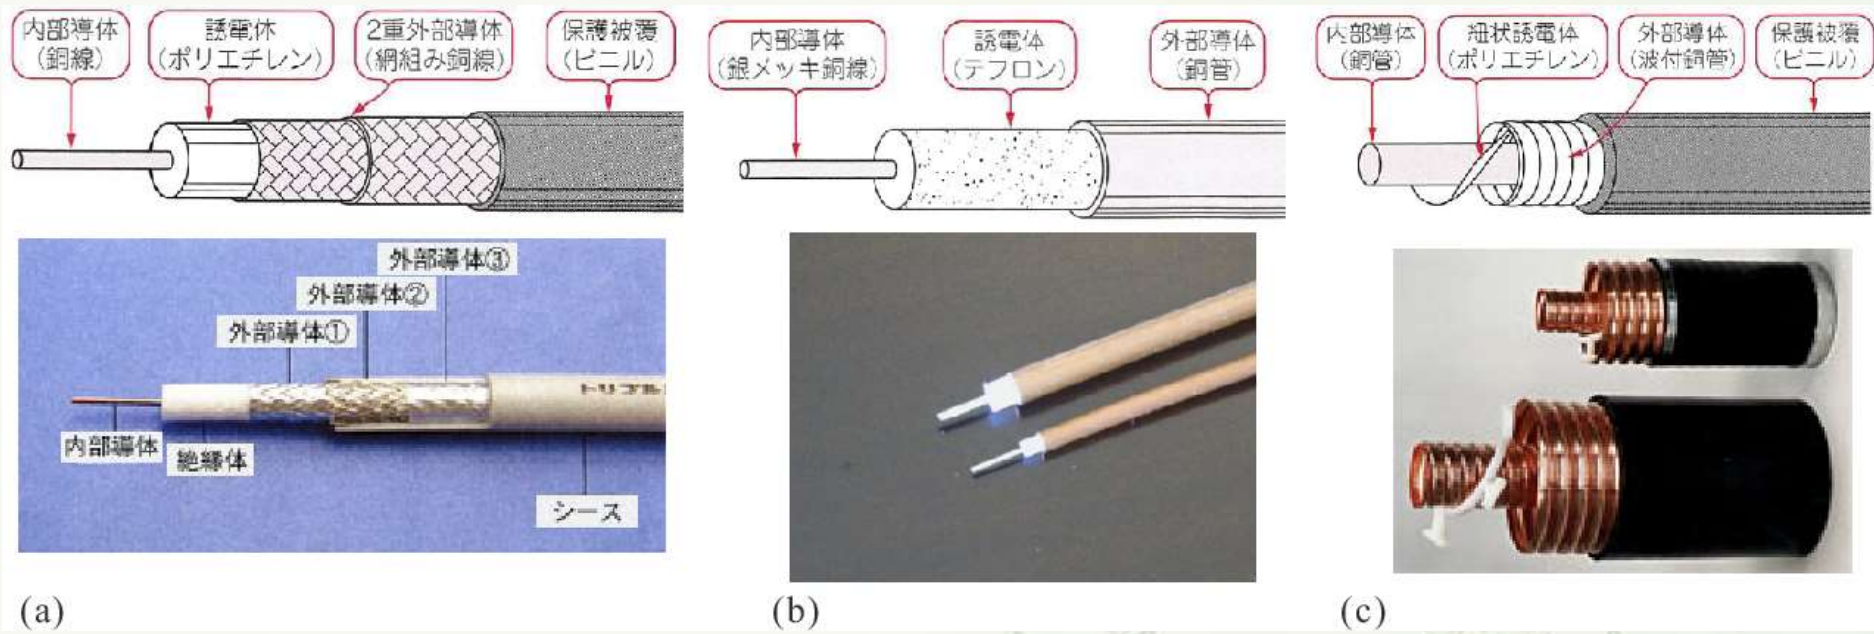 内部導体
(銅線)
誘電体
(ポリエチレン)
2重外部導体
(網組み銅線)
保護被覆
(ビニル)
内部導体
(銀メッキ銅線)
誘電体
(テフロン)
外部導体
(銅管)
内部導体
(銅管)
紐状誘電体
(ポリエチレン)
外部導体
(波付銅管)
保護被覆
(ビニル)
外部導体③
外部導体②
外部導体①
内部導体
絶縁体
シース
(a)
(b)
(c)